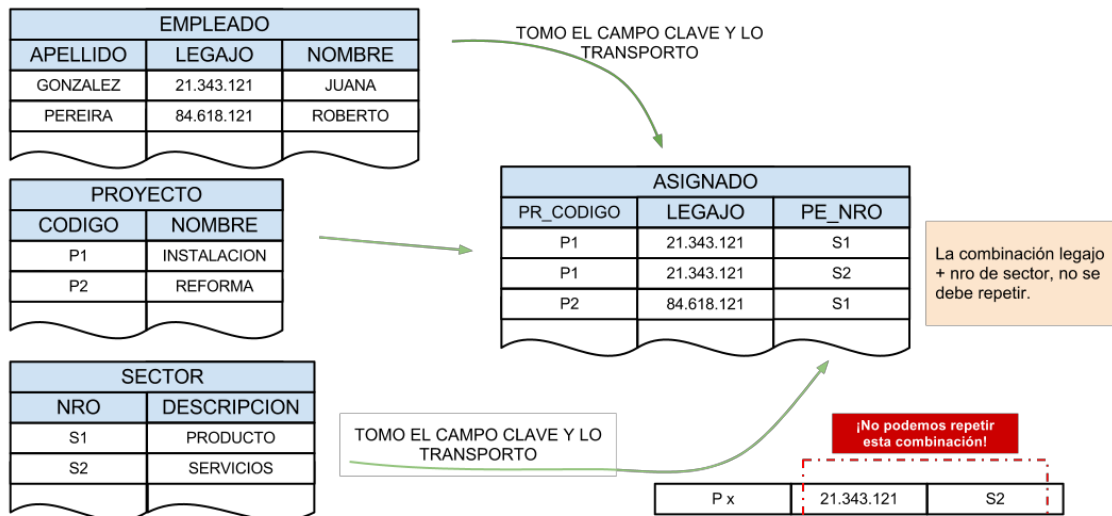 EMPLEADO
APELLIDO LEGAJO NOMBRE
GONZALEZ 21.343.121 JUANA
PEREIRA 84.618.121 ROBERTO
TOMO EL CAMPO CLAVE Y LO
TRANSPORTO
PROYECTO
CODIGO NOMBRE
P1 INSTALACION
P2 REFORMA
ASIGNADO
PR_CODIGO LEGAJO PE_NRO
P1 21.343.121 S1
P1 21.343.121 S2
P2 84.618.121 S1
La combinación legajo
+ nro de sector, no se
debe repetir.
SECTOR
NRO DESCRIPCION
S1 PRODUCTO
S2 SERVICIOS
TOMO EL CAMPO CLAVE Y LO
TRANSPORTO
¡No podemos repetir
esta combinación!
P x 21.343.121 S2